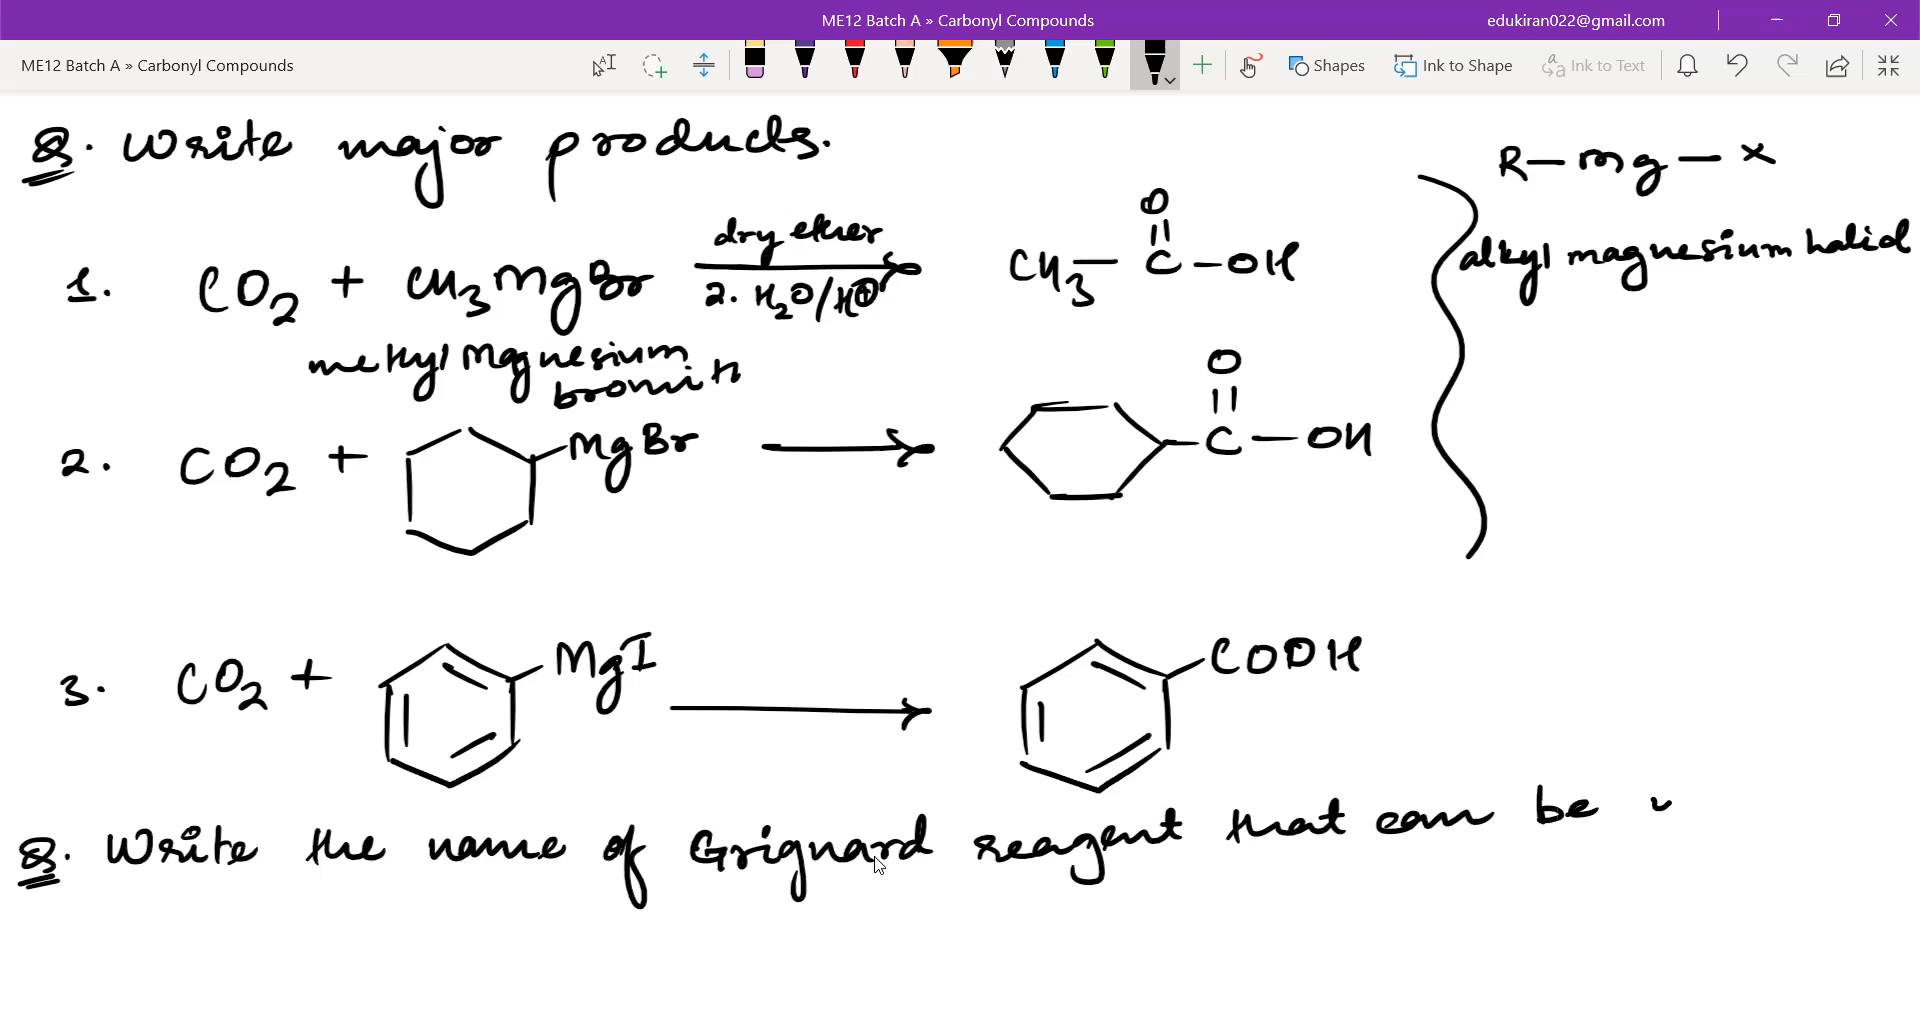 ME12 Batch A » Carbonyl Compounds
edukiran022@gmail.com
ME12 Batch A » Carbonyl Compounds
Shapes
Ink to Shape
Ink to Text
Q. Write major products.
R-Mg-X
alkyl magnesium halid
1. CO2 + CH3MgBr
dry ether
2. H2O/H⊕
CH3-C-OH
O
methyl Magnesium
2. CO2 +
MgBr
O
C-OH
3. CO2 +
MgI
COOH
Q. Write the name of Grignard reagent that can be